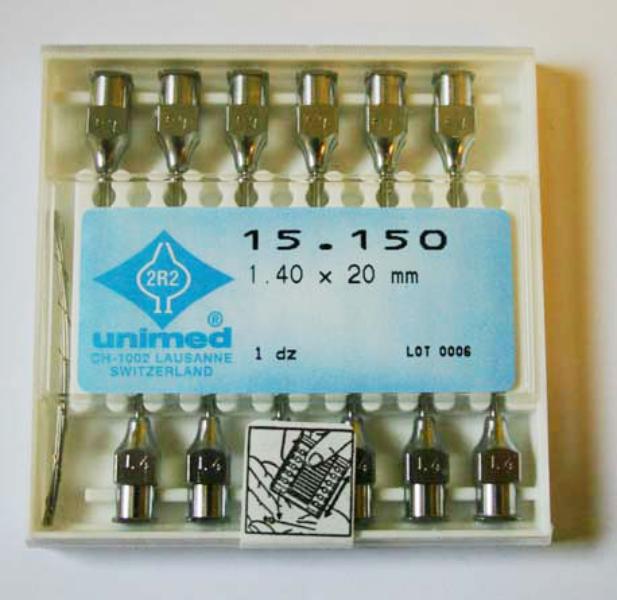 15.150
1.40 x 20 mm
2R2
®
unimed
CH-1002 LAUSANNE
SWITZERLAND
1 dz
LOT 0006
1.4
1.4
1.4
1.4
1.4